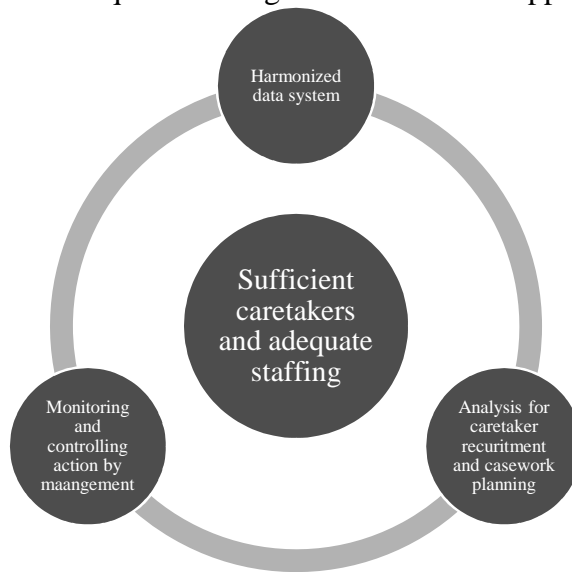 Harmonized
data system
Sufficient
caretakers
and adequate
staffing
Monitoring
and
controlling
action by
maangement
Analysis for
caretaker
recuritment
and casework
planning